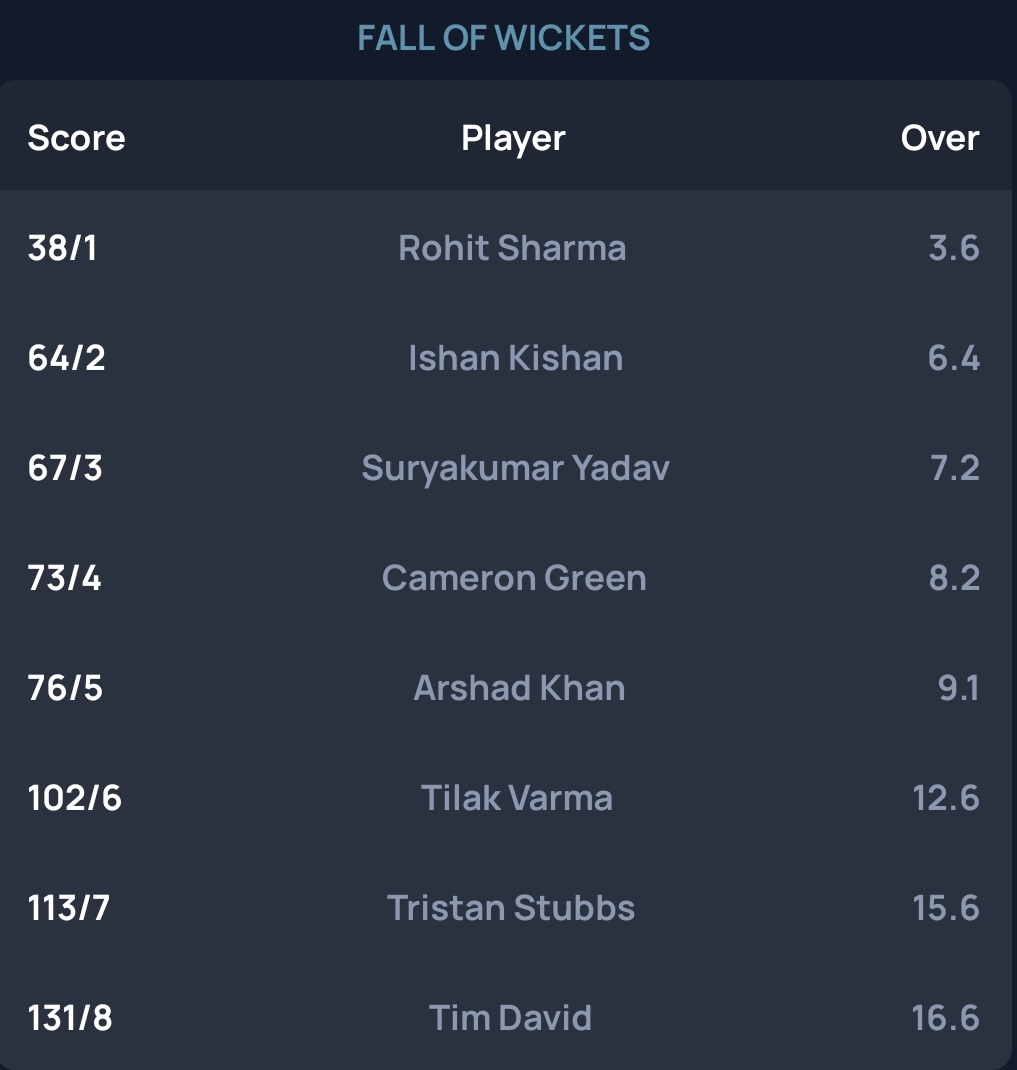 FALL OF WICKETS
Score Player Over
38/1 Rohit Sharma 3.6
64/2 Ishan Kishan 6.4
67/3 Suryakumar Yadav 7.2
73/4 Cameron Green 8.2
76/5 Arshad Khan 9.1
102/6 Tilak Varma 12.6
113/7 Tristan Stubbs 15.6
131/8 Tim David 16.6